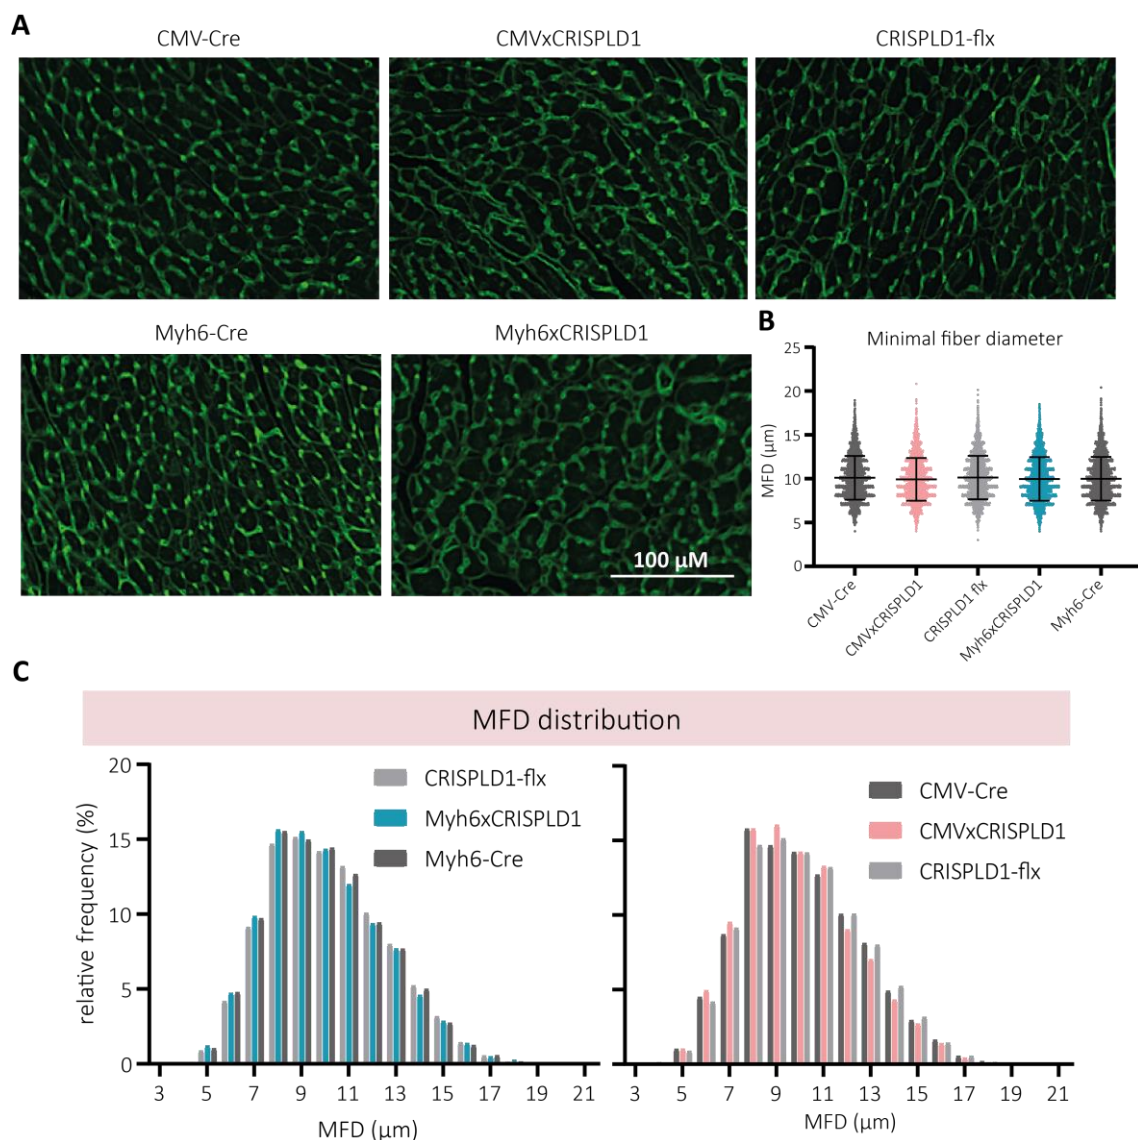 A
CMV-Cre
CMVxCRISPLD1
CRISPLD1-flx
Myh6-Cre
Myh6xCRISPLD1
100 µM
B
Minimal fiber diameter
25
20
15
10
5
0
MFD (µm)
CMV-Cre
CMVxCRISPLD1
CRISPLD1 flx
Myh6xCRISPLD1
Myh6-Cre
C
MFD distribution
20
15
10
5
0
relative frequency (%)
CRISPLD1-flx
Myh6xCRISPLD1
Myh6-Cre
3 5 7 9 11 13 15 17 19 21
MFD (µm)
CMV-Cre
CMVxCRISPLD1
CRISPLD1-flx
3 5 7 9 11 13 15 17 19 21
MFD (µm)